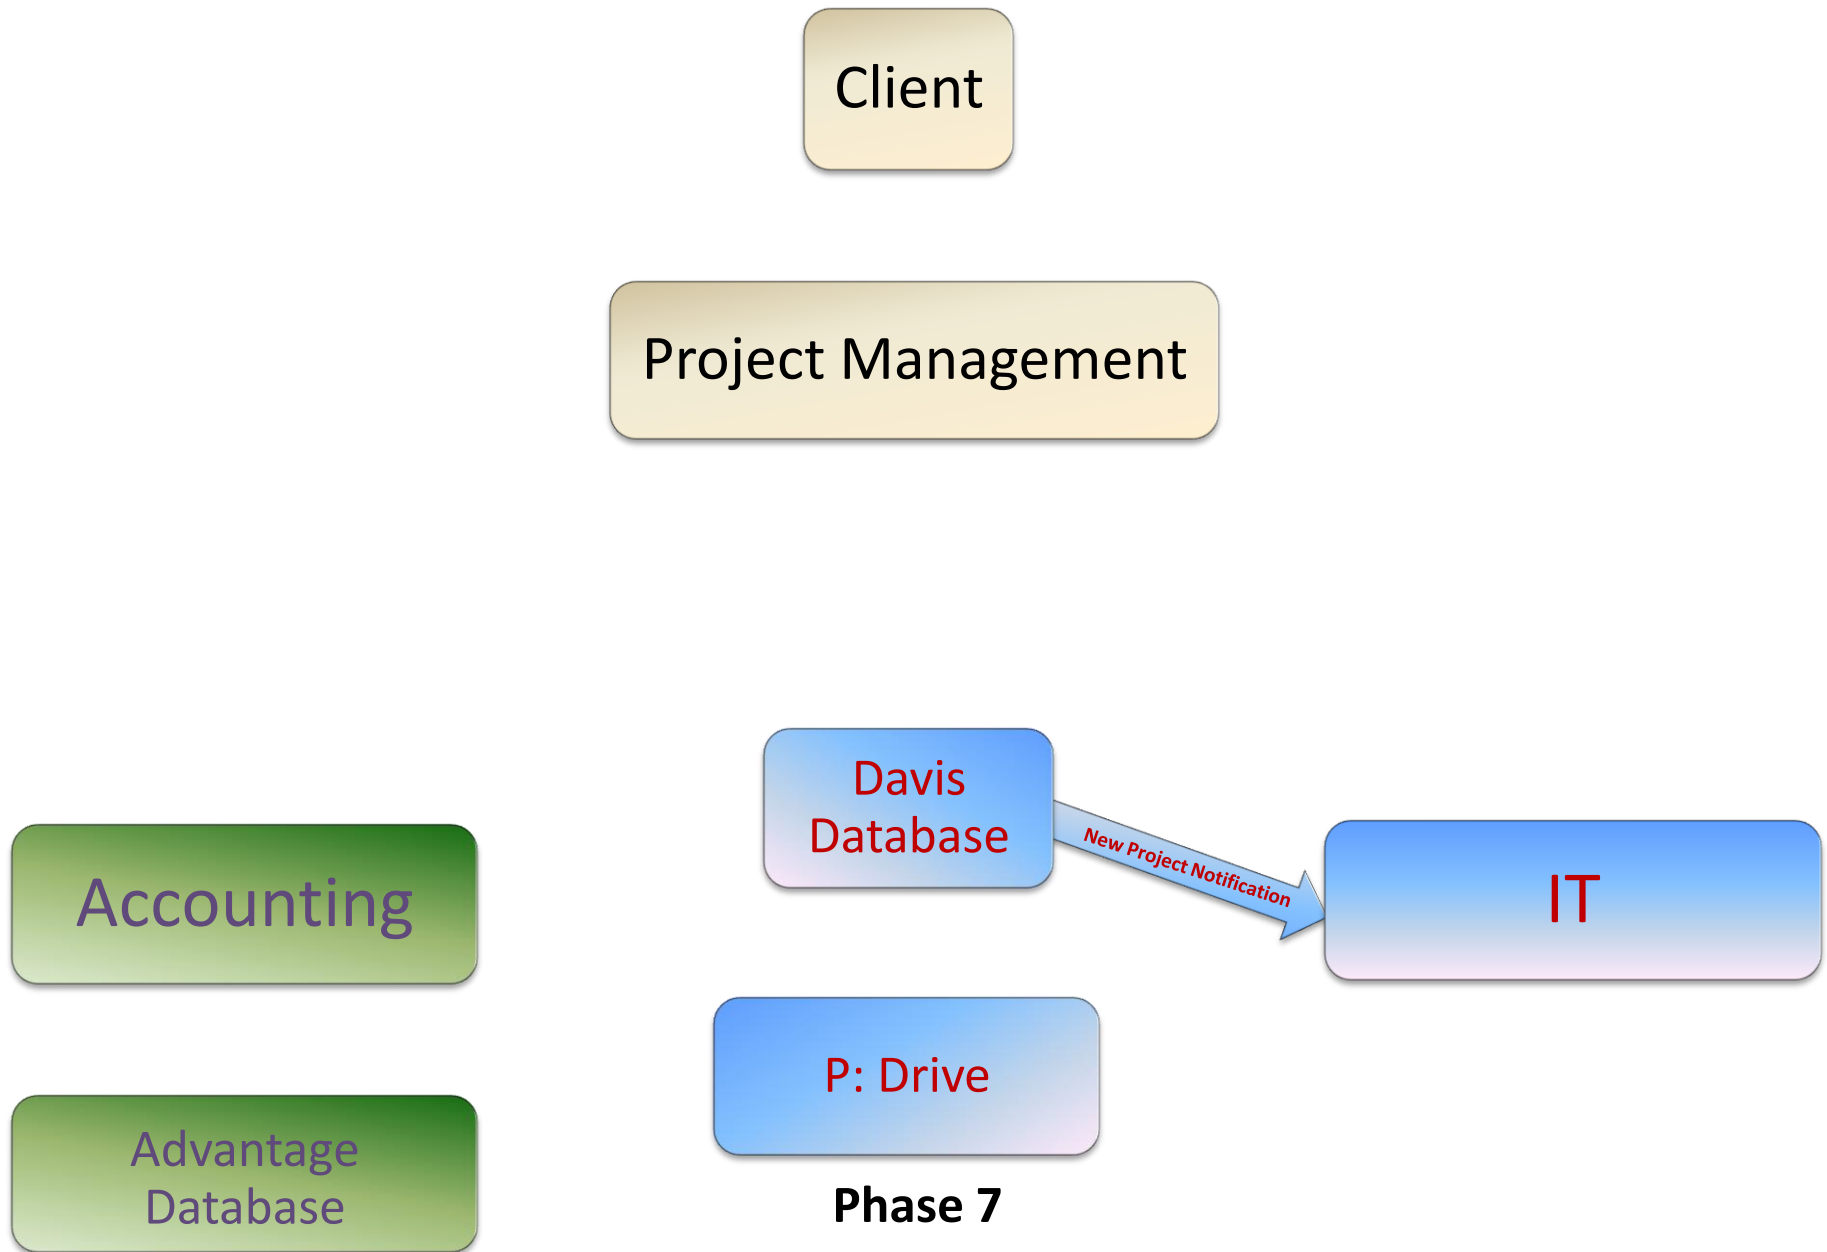 Client
Project Management
Davis
Database
New Project Notification
Accounting
IT
P: Drive
Advantage
Database
Phase 7